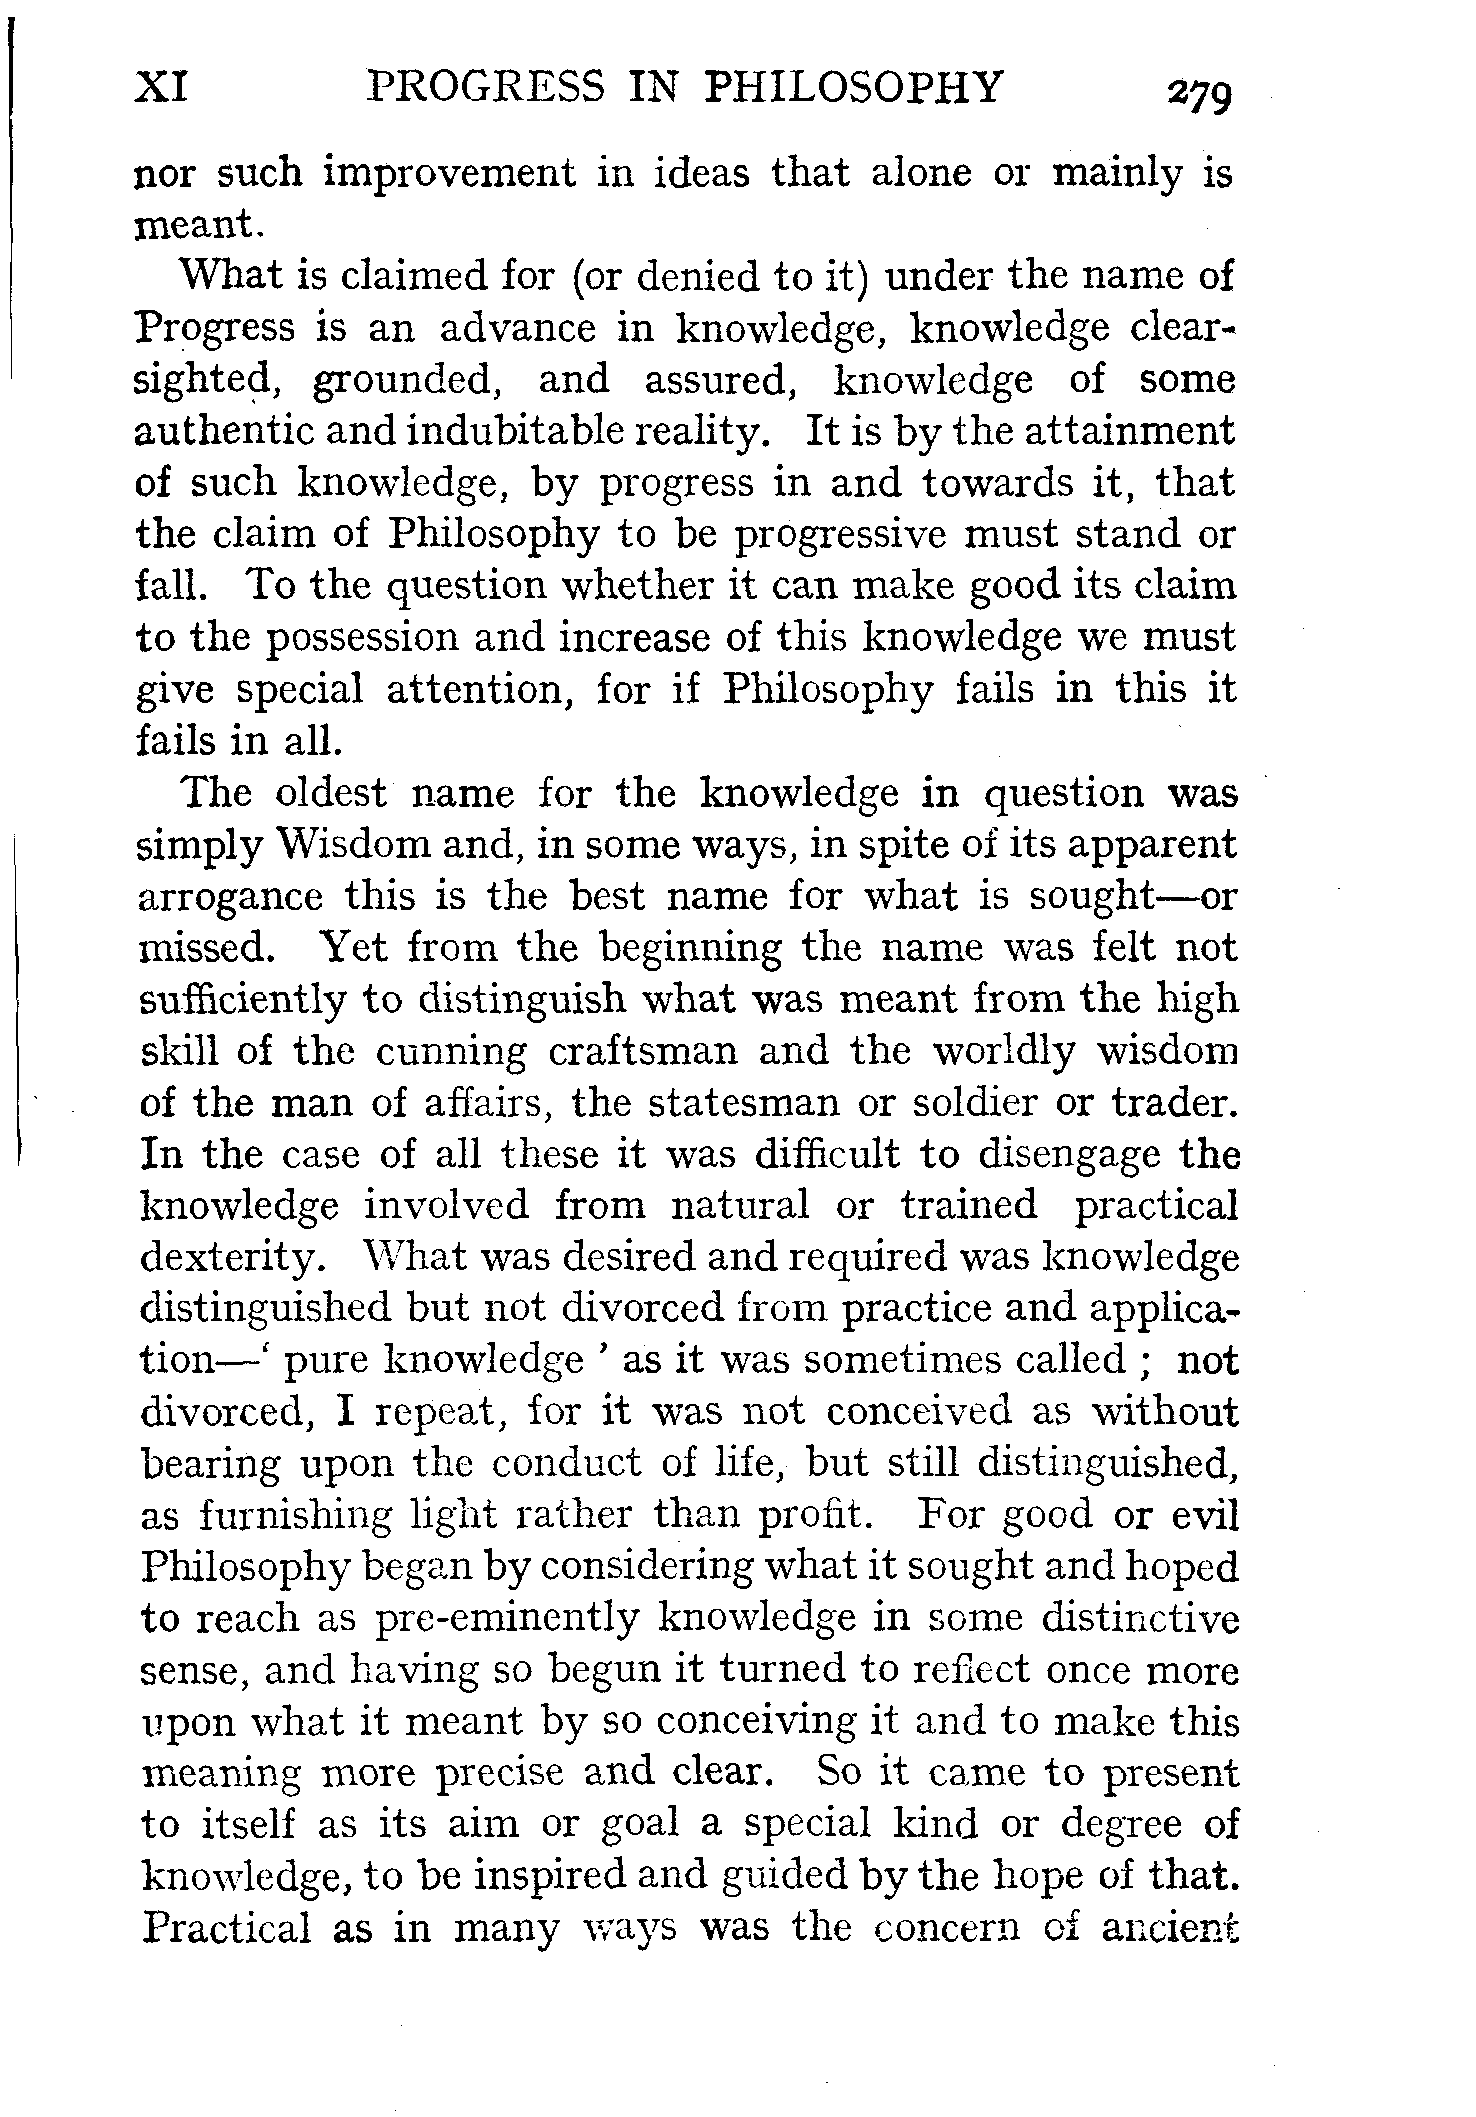 XI PROGRESS IN PHILOSOPHY 279
nor such improvement in ideas that alone or mainly is
meant.
What is claimed for (or denied to it) under the name of
Progress is an advance in knowledge, knowledge clear-
sighted, grounded, and assured, knowledge of some
authentic and indubitable reality. It is by the attainment
of such knowledge, by progress in and towards it, that
the claim of Philosophy to be progressive must stand or
fall. To the question whether it can make good its claim
to the possession and increase of this knowledge we must
give special attention, for if Philosophy fails in this it
fails in all.
The oldest name for the knowledge in question was
simply Wisdom and, in some ways, in spite of its apparent
arrogance this is the best name for what is sought—or
missed. Yet from the beginning the name was felt not
sufficiently to distinguish what was meant from the high
skill of the cunning craftsman and the worldly wisdom
of the man of affairs, the statesman or soldier or trader.
In the case of all these it was difficult to disengage the
knowledge involved from natural or trained practical
dexterity. What was desired and required was knowledge
distinguished but not divorced from practice and applica-
tion—‘ pure knowledge ’ as it was sometimes called ; not
divorced, I repeat, for it was not conceived as without
bearing upon the conduct of life, but still distinguished,
as furnishing light rather than profit. For good or evil
Philosophy began by considering what it sought and hoped
to reach as pre-eminently knowledge in some distinctive
sense, and having so begun it turned to reflect once more
upon what it meant by so conceiving it and to make this
meaning more precise and clear. So it came to present
to itself as its aim or goal a special kind or degree of
knowledge, to be inspired and guided by the hope of that.
Practical as in many ways was the concern of ancient